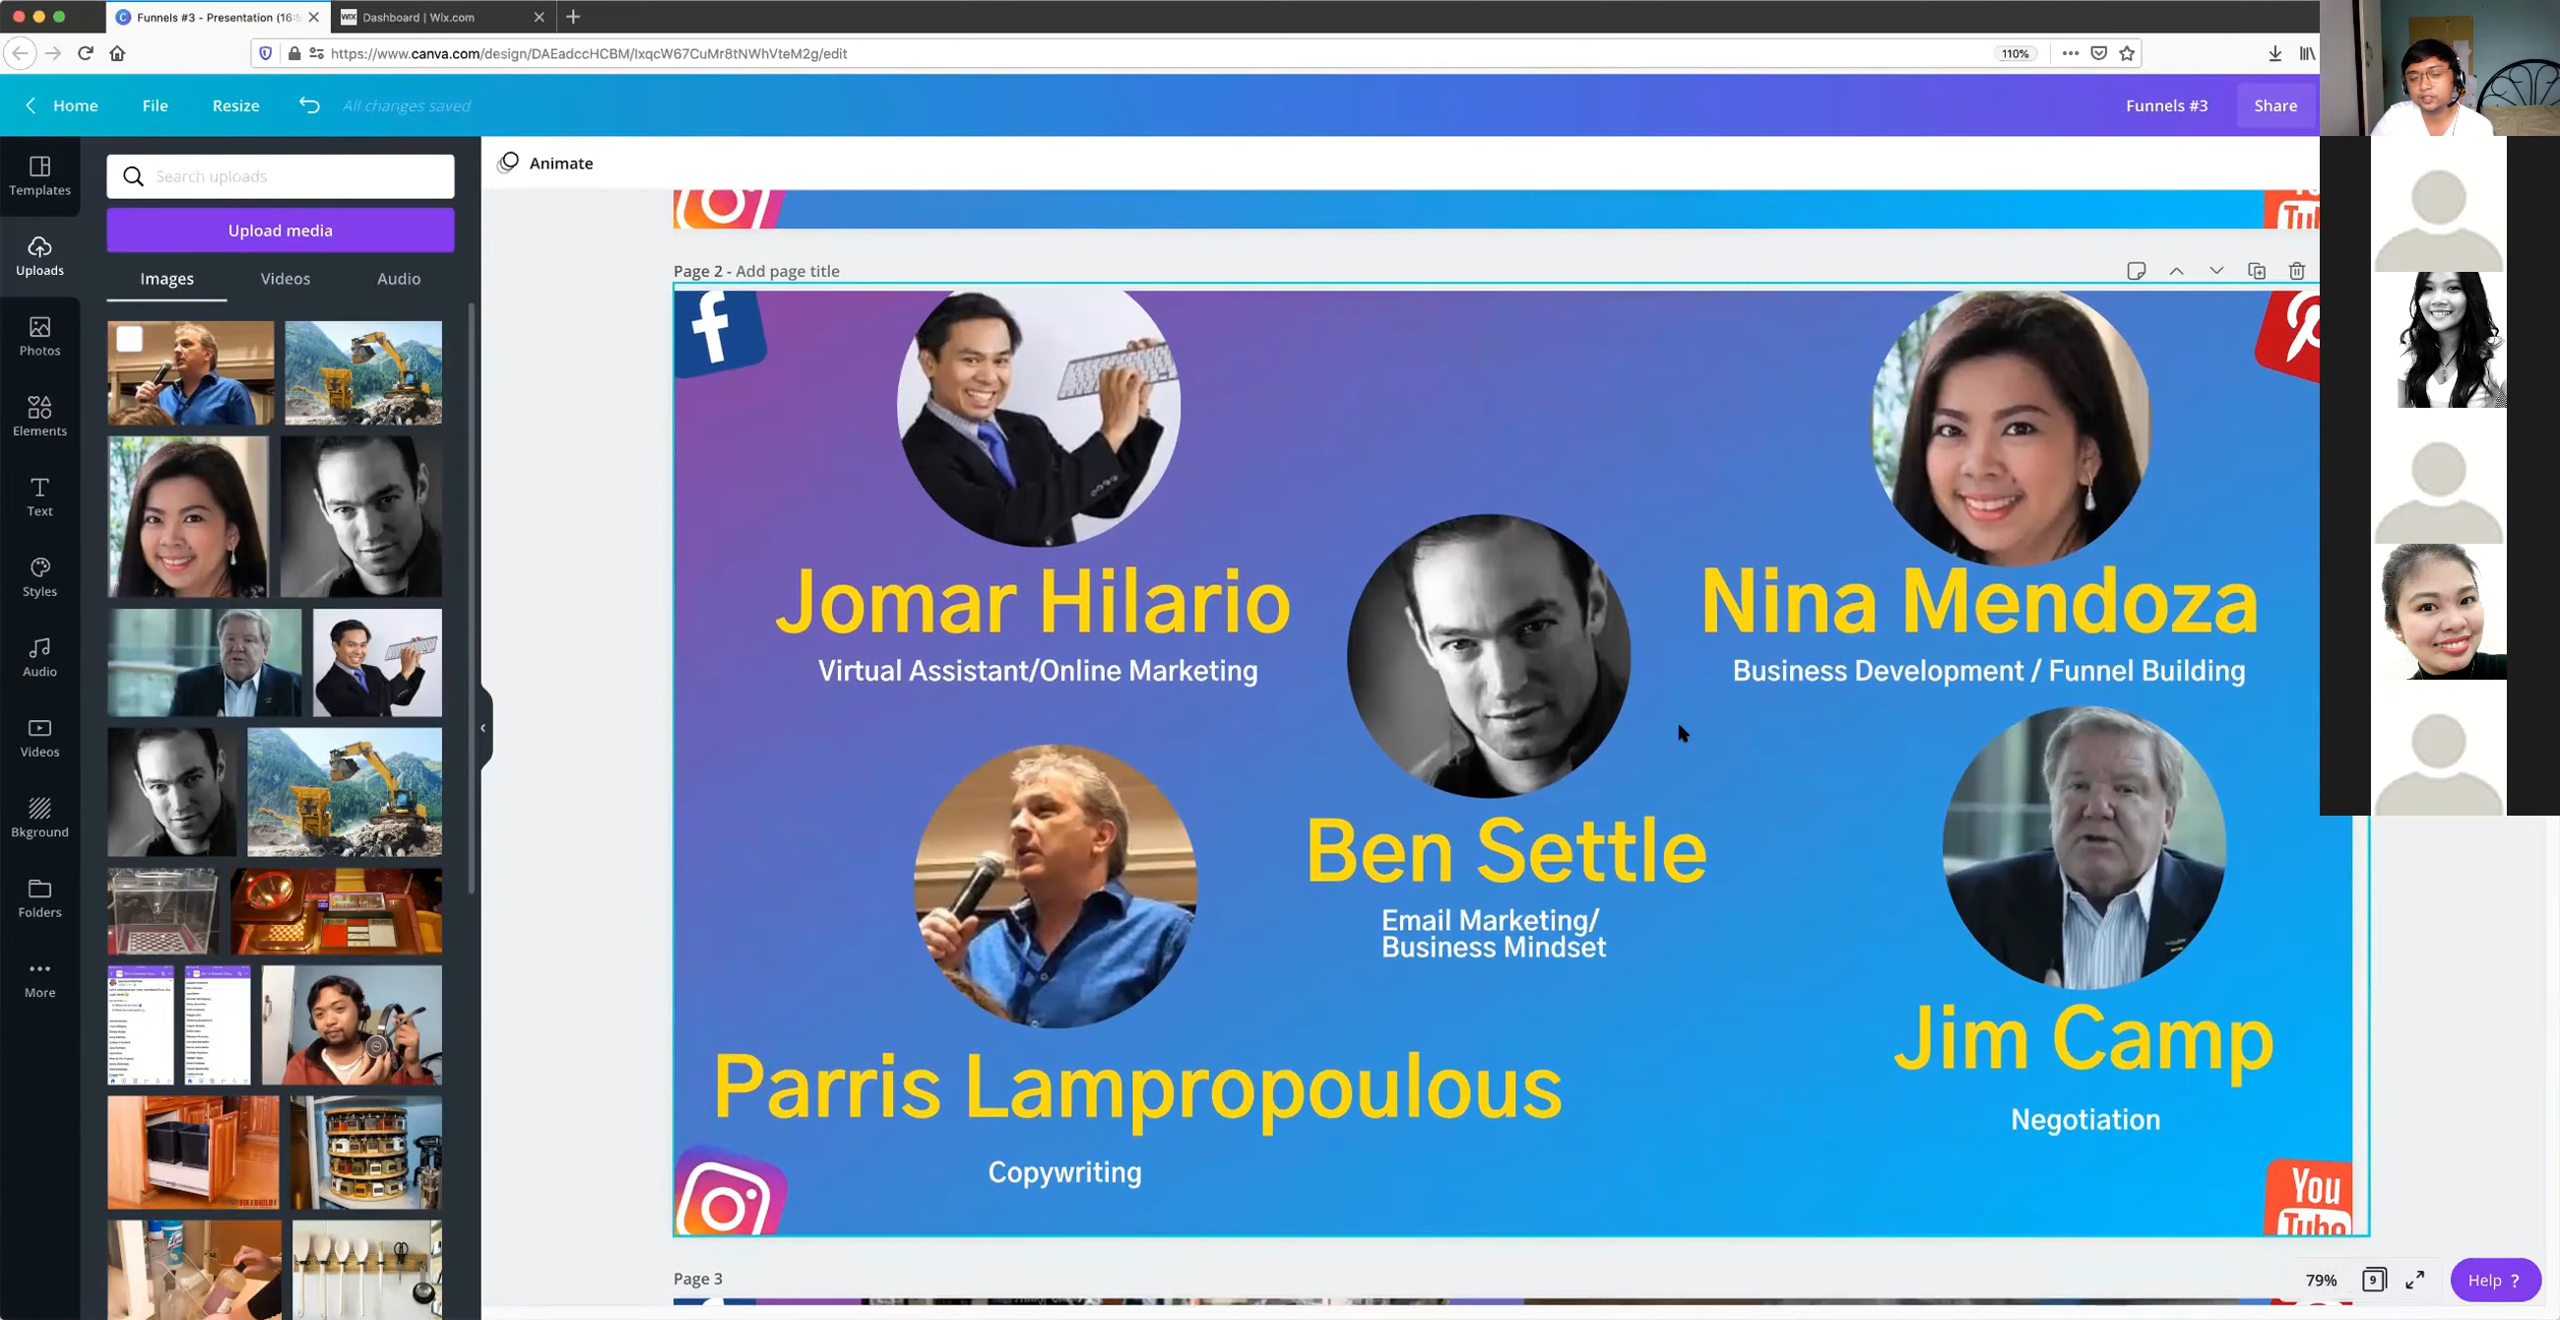 Funnels #3 - Presentation (16:
WIX Dashboard | Wix.com
https://www.canva.com/design/DAEadccHCBM/IxqcW67CuMr8tNWhVteM2g/edit
110%
Home
File
Resize
All changes saved
Funnels #3
Share
Templates
Uploads
Photos
Elements
Text
Styles
Audio
Videos
Bkground
Folders
More
Search uploads
Upload media
Images
Videos
Audio
Animate
Page 2 - Add page title
Jomar Hilario
Virtual Assistant/Online Marketing
Nina Mendoza
Business Development / Funnel Building
Ben Settle
Email Marketing/
Business Mindset
Parris Lampropoulous
Copywriting
Jim Camp
Negotiation
You
Tube
Page 3
79%
9
Help ?